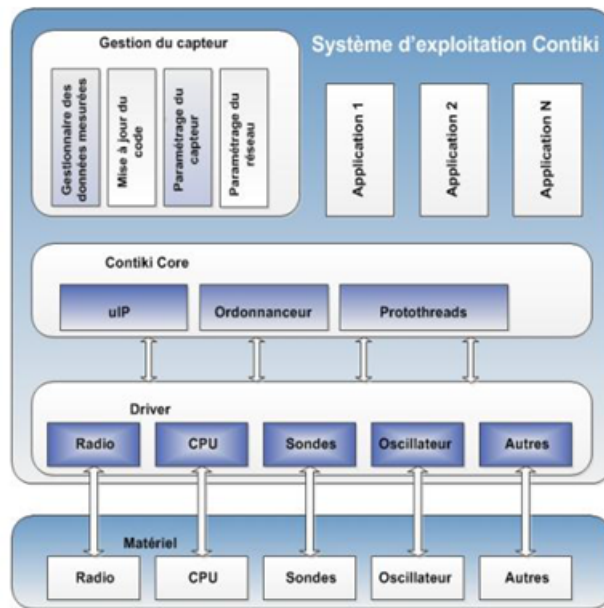 Gestion du capteur
Système d'exploitation Contiki
Gestionnaire des
données mesurées
Mise à jour du
code
Paramétrage du
capteur
Paramétrage du
réseau
Application 1
Application 2
Application N
Contiki Core
uIP
Ordonnanceur
Protothreads
Driver
Radio
CPU
Sondes
Oscillateur
Autres
Matériel
Radio
CPU
Sondes
Oscillateur
Autres